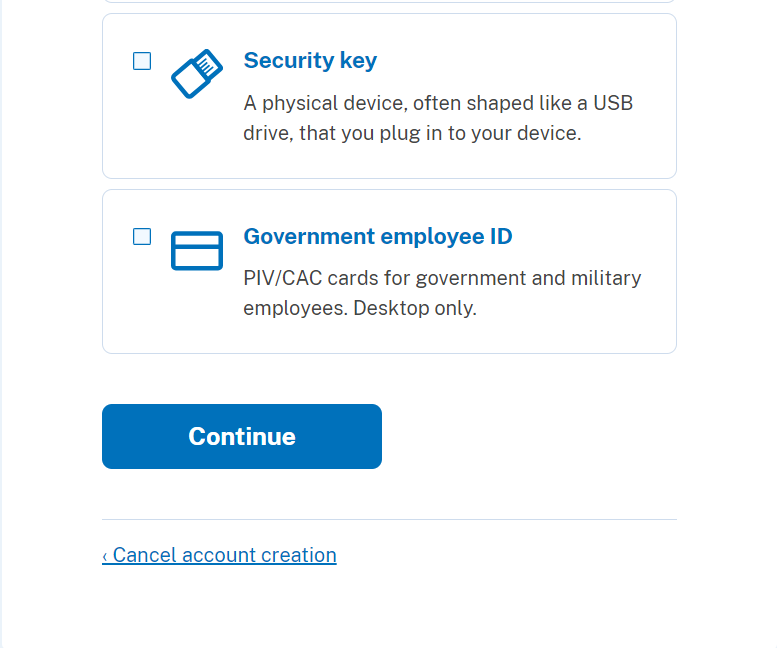 Security key
A physical device, often shaped like a USB
drive, that you plug in to your device.
Government employee ID
PIV/CAC cards for government and military
employees. Desktop only.
Continue
‹ Cancel account creation